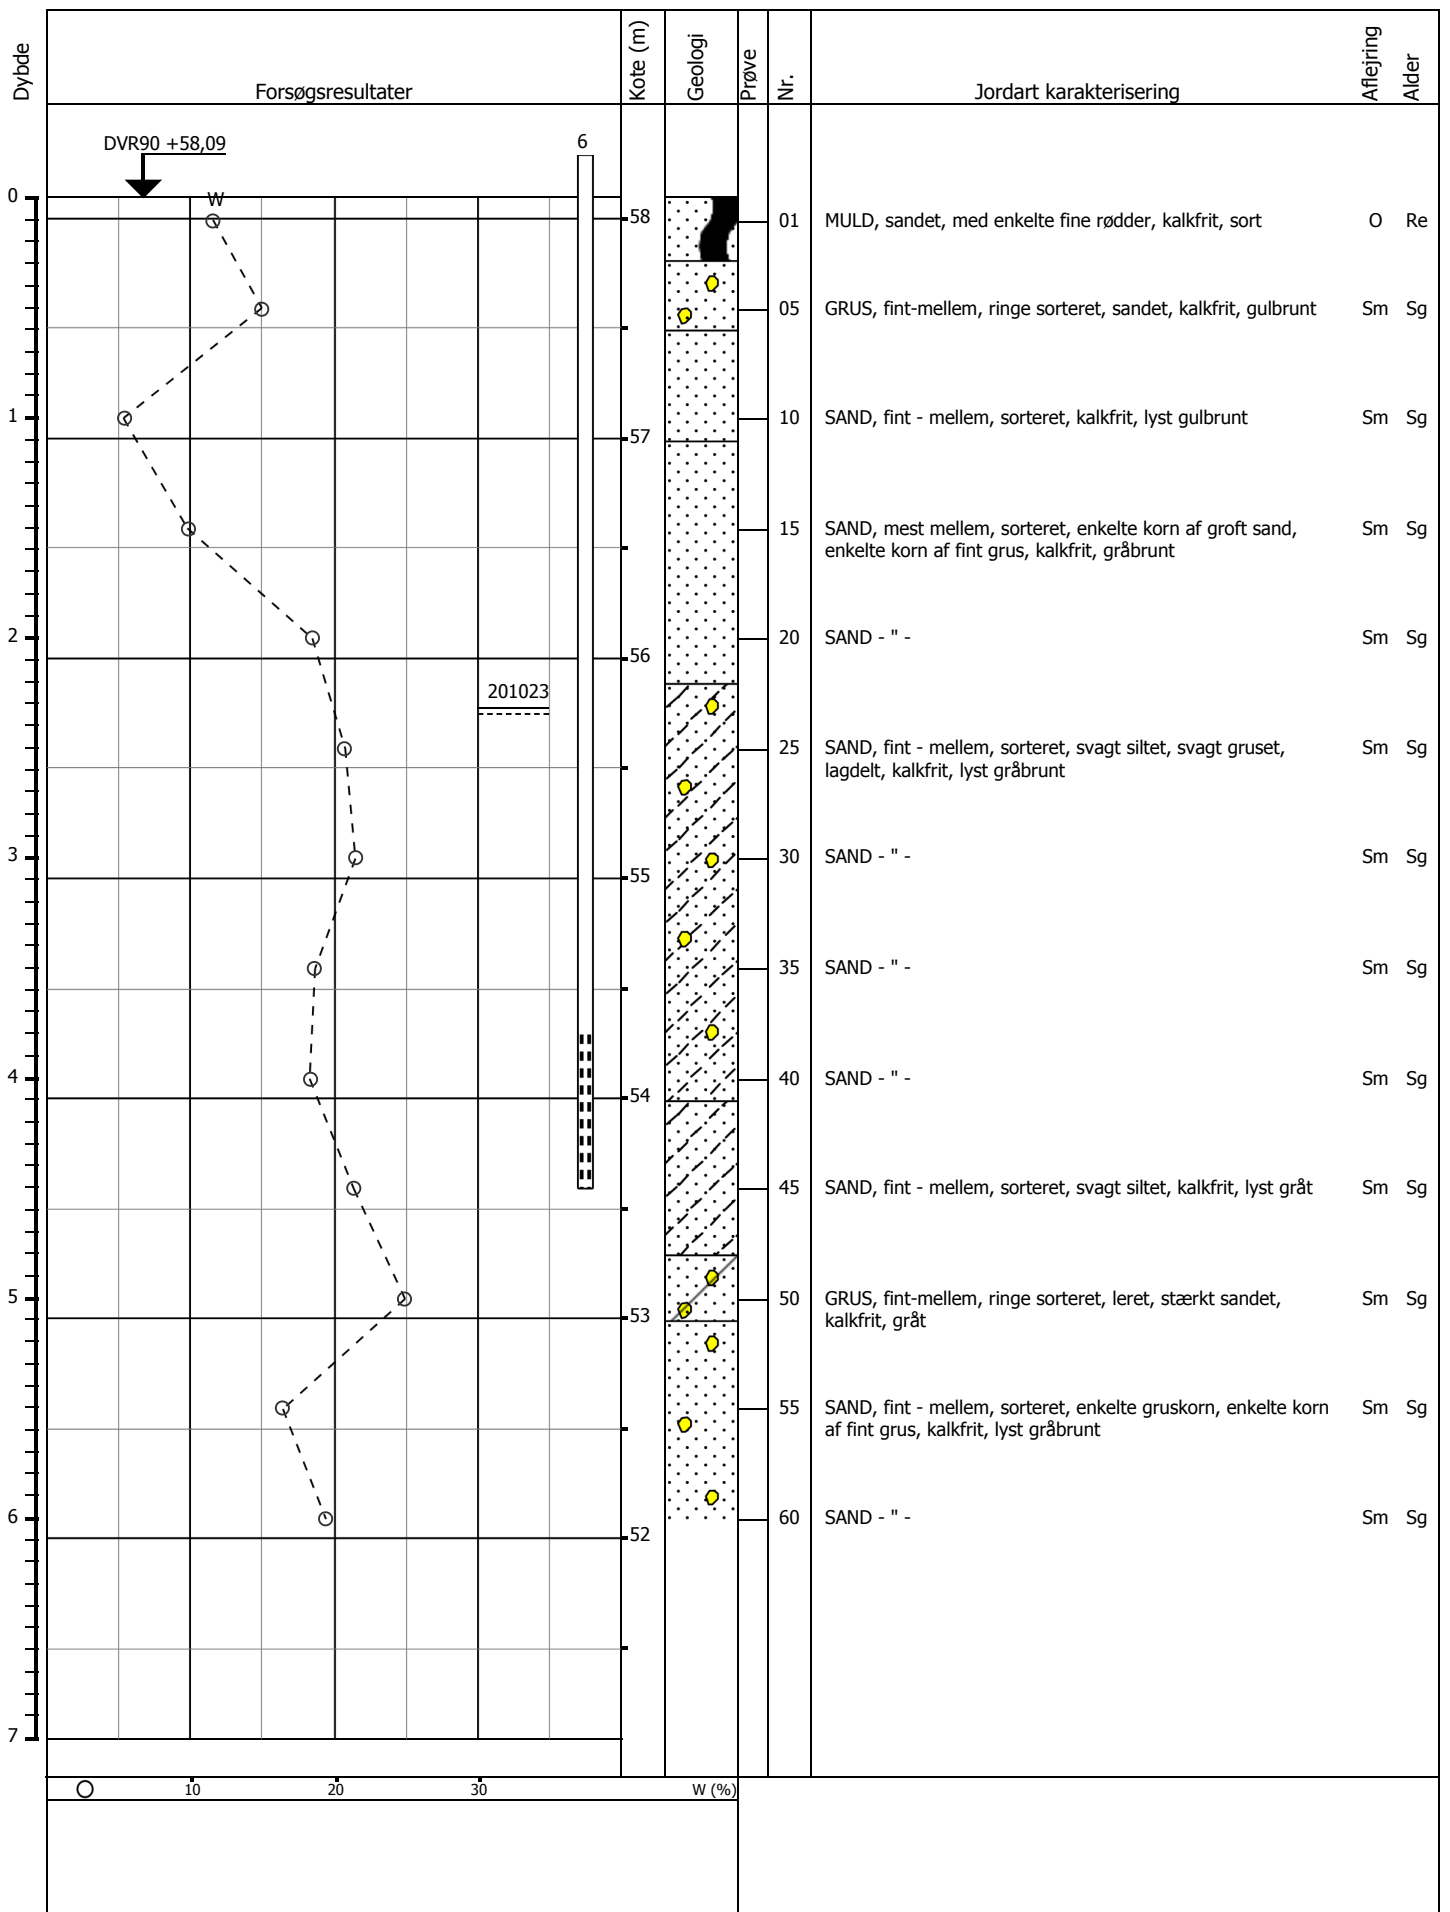 Dybde
Forsøgsresultater
Kote (m)
Geologi
Prøve
Nr.
Jordart karakterisering
Aflejring
Alder
DVR90 +58,09
6
0
W
58
01 MULD, sandet, med enkelte fine rødder, kalkfrit, sort O Re
05 GRUS, fint-mellem, ringe sorteret, sandet, kalkfrit, gulbrunt Sm Sg
1
57
10 SAND, fint - mellem, sorteret, kalkfrit, lyst gulbrunt Sm Sg
15 SAND, mest mellem, sorteret, enkelte korn af groft sand, Sm Sg
enkelte korn af fint grus, kalkfrit, gråbrunt
2
56
20 SAND - " - Sm Sg
201023
25 SAND, fint - mellem, sorteret, svagt siltet, svagt gruset, Sm Sg
lagdelt, kalkfrit, lyst gråbrunt
3
55
30 SAND - " - Sm Sg
35 SAND - " - Sm Sg
4
54
40 SAND - " - Sm Sg
45 SAND, fint - mellem, sorteret, svagt siltet, kalkfrit, lyst gråt Sm Sg
5
53
50 GRUS, fint-mellem, ringe sorteret, leret, stærkt sandet, Sm Sg
kalkfrit, gråt
55 SAND, fint - mellem, sorteret, enkelte gruskorn, enkelte korn Sm Sg
af fint grus, kalkfrit, lyst gråbrunt
6
52
60 SAND - " - Sm Sg
7
10 20 30 W (%)